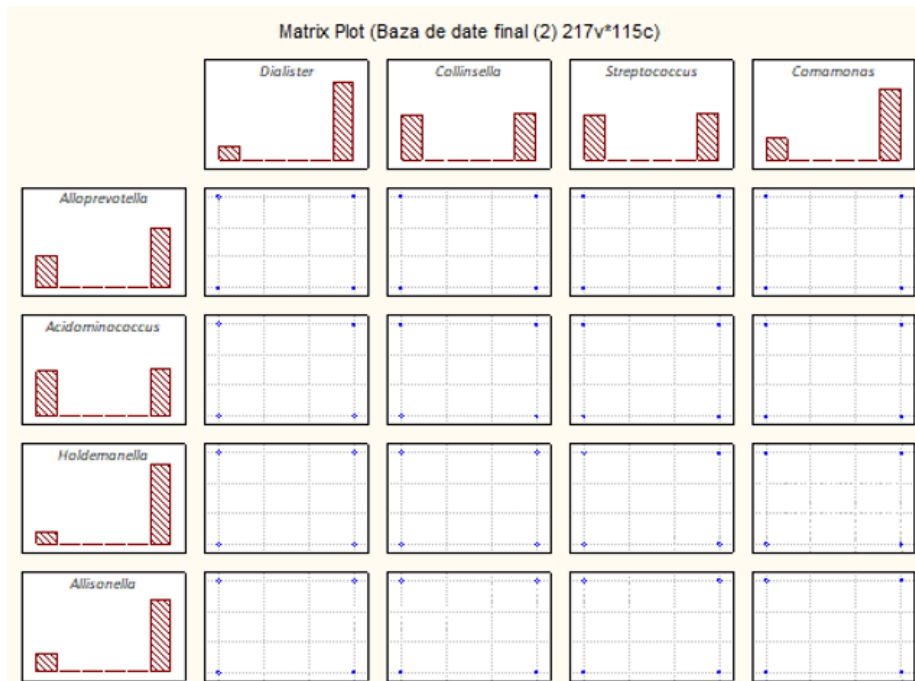 Matrix Plot (Baza de date final (2) 217v*115c)
Dialister
Collinsella
Streptococcus
Comamonas
Alloprevotella
Acidominococcus
Holdemanella
Allisonella